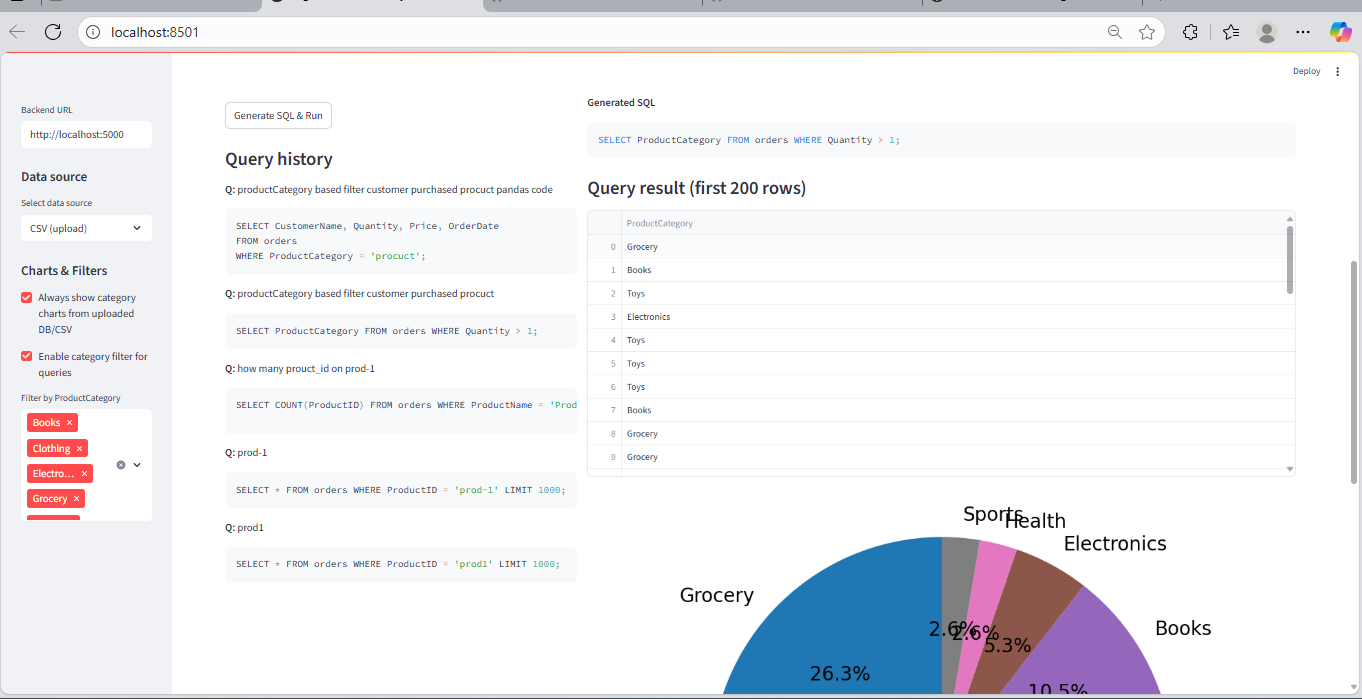 localhost:8501
Deploy
Backend URL
http://localhost:5000
Data source
Select data source
CSV (upload)
Charts & Filters
Always show category
charts from uploaded
DB/CSV
Enable category filter for
queries
Filter by ProductCategory
Books ×
Clothing ×
Electro... ×
Grocery ×
Generate SQL & Run
Query history
Q: productCategory based filter customer purchased procuct pandas code
SELECT CustomerName, Quantity, Price, OrderDate
FROM orders
WHERE ProductCategory = 'procuct';
Q: productCategory based filter customer purchased procuct
SELECT ProductCategory FROM orders WHERE Quantity > 1;
Q: how many prouct_id on prod-1
SELECT COUNT(ProductID) FROM orders WHERE ProductName = 'Prod
Q: prod-1
SELECT * FROM orders WHERE ProductID = 'prod-1' LIMIT 1000;
Q: prod1
SELECT * FROM orders WHERE ProductID = 'prod1' LIMIT 1000;
Generated SQL
SELECT ProductCategory FROM orders WHERE Quantity > 1;
Query result (first 200 rows)
ProductCategory
0 Grocery
1 Books
2 Toys
3 Electronics
4 Toys
5 Toys
6 Toys
7 Books
8 Grocery
9 Grocery
Sports
Health
Electronics
Grocery
Books
2.6%
2.6%
5.3%
26.3%
10.5%